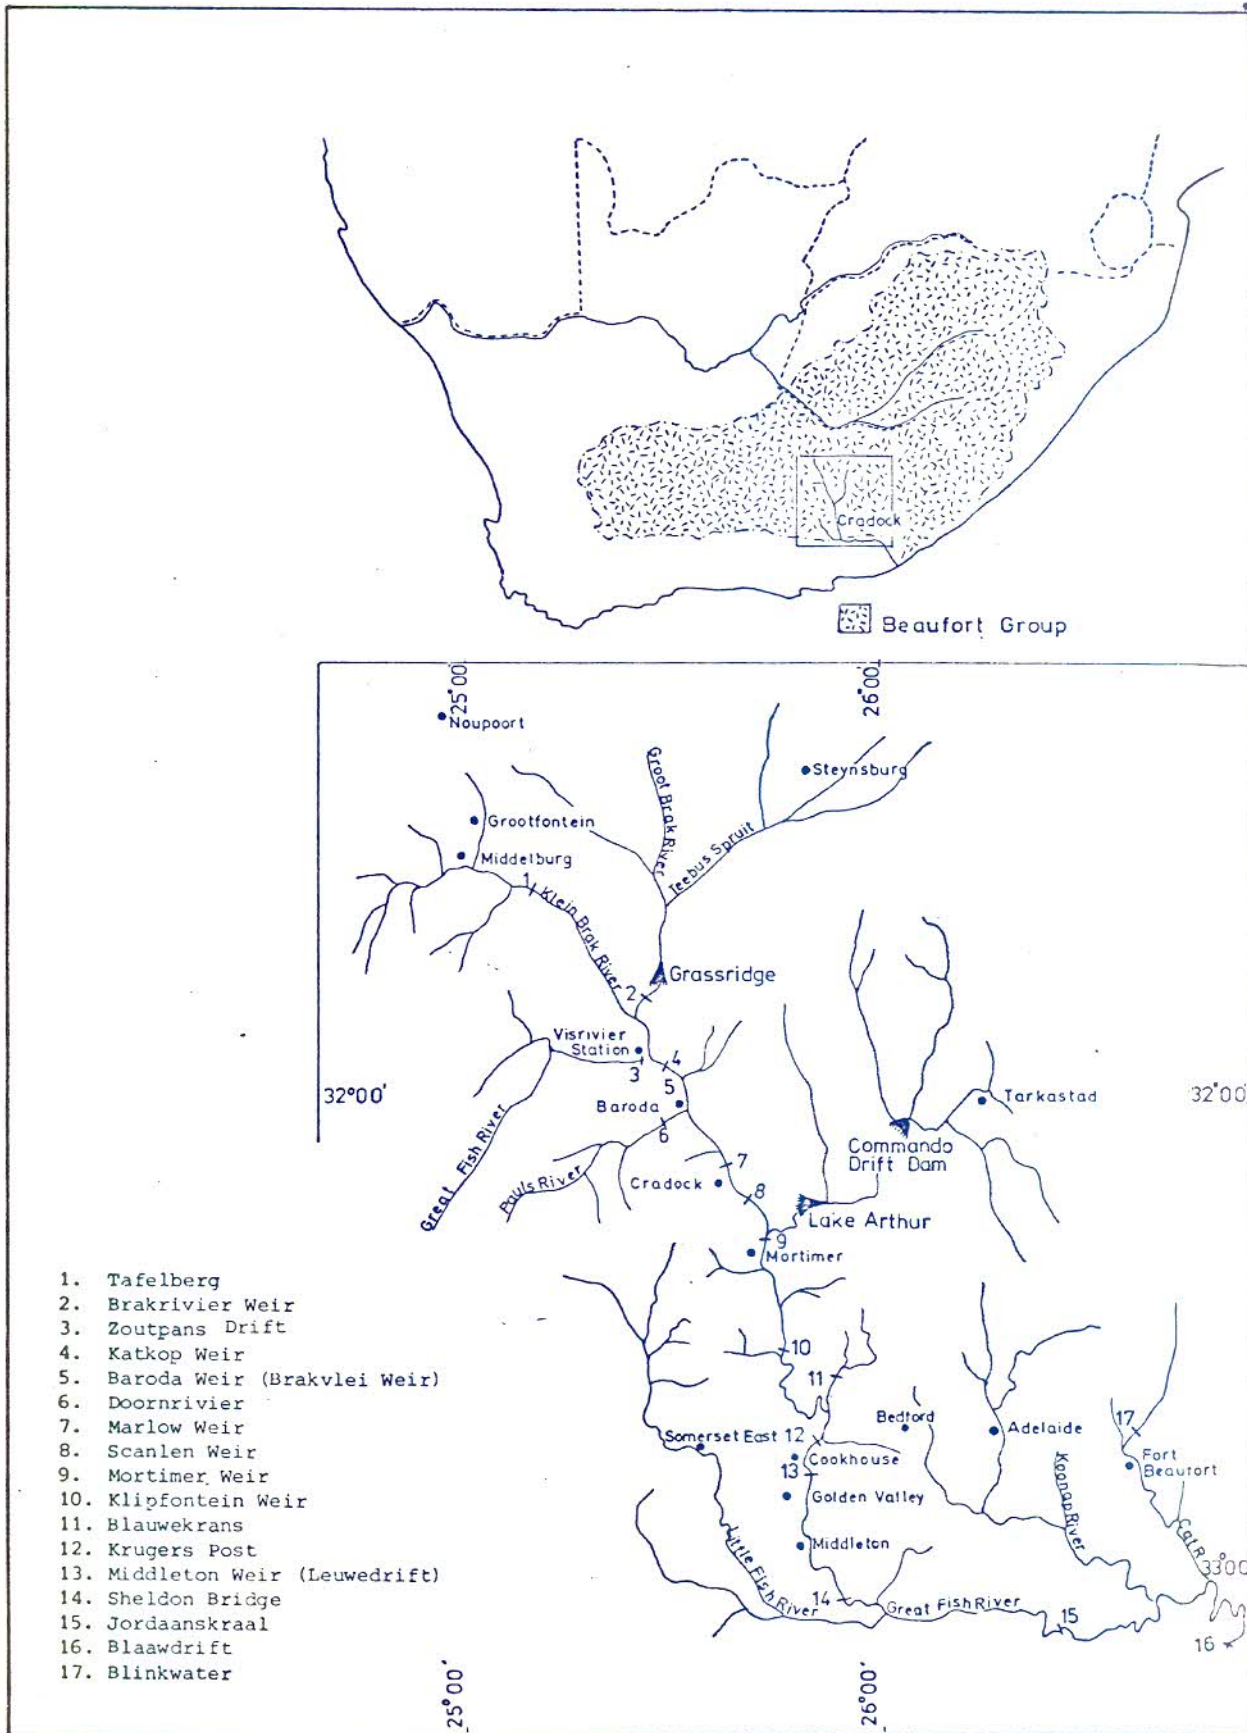 Cradock
Beaufort Group
25°00'
26°00'
Noupoort
Groot Brak River
Steynsburg
Grootfontein
Teebus Spruit
Middelburg
1
Klein Brak River
Grassridge
2
Visrivier
Station
3
4
5
32°00'
Baroda
6
Tarkastad
32°00'
Commando
Drift Dam
Great Fish River
Pauls River
7
Cradock
8
Lake Arthur
9
Mortimer
1. Tafelberg
2. Brakrivier Weir
3. Zoutpans Drift
4. Katkop Weir
5. Baroda Weir (Brakvlei Weir)
6. Doornrivier
7. Marlow Weir
8. Scanlen Weir
9. Mortimer Weir
10. Klipfontein Weir
11. Blauwekrans
12. Krugers Post
13. Middleton Weir (Leuwedrift)
14. Sheldon Bridge
15. Jordaanskraal
16. Blaawdrift
17. Blinkwater
10
11
Bedford
Adelaide
17
Somerset East
12
Cookhouse
13
Fort
Beaufort
Golden Valley
Koonap River
Cat R
Little Fish River
Middleton
33°00
14
Great Fish River
15
16
25°00'
26°00'